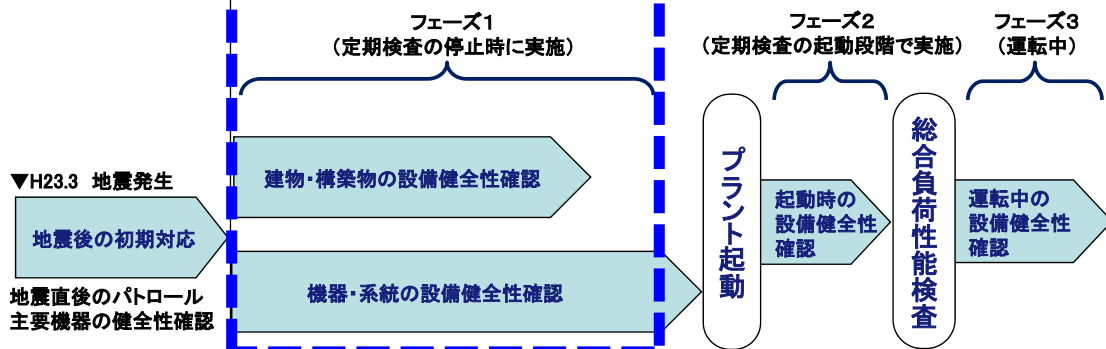 フェーズ1
(定期検査の停止時に実施)
フェーズ2
(定期検査の起動段階で実施)
フェーズ3
(運転中)
▼H23.3 地震発生
地震後の初期対応
地震直後のパトロール
主要機器の健全性確認
建物・構築物の設備健全性確認
機器・系統の設備健全性確認
プラント起動
起動時の
設備健全性
確認
総合負荷性能検査
運転中の
設備健全性
確認